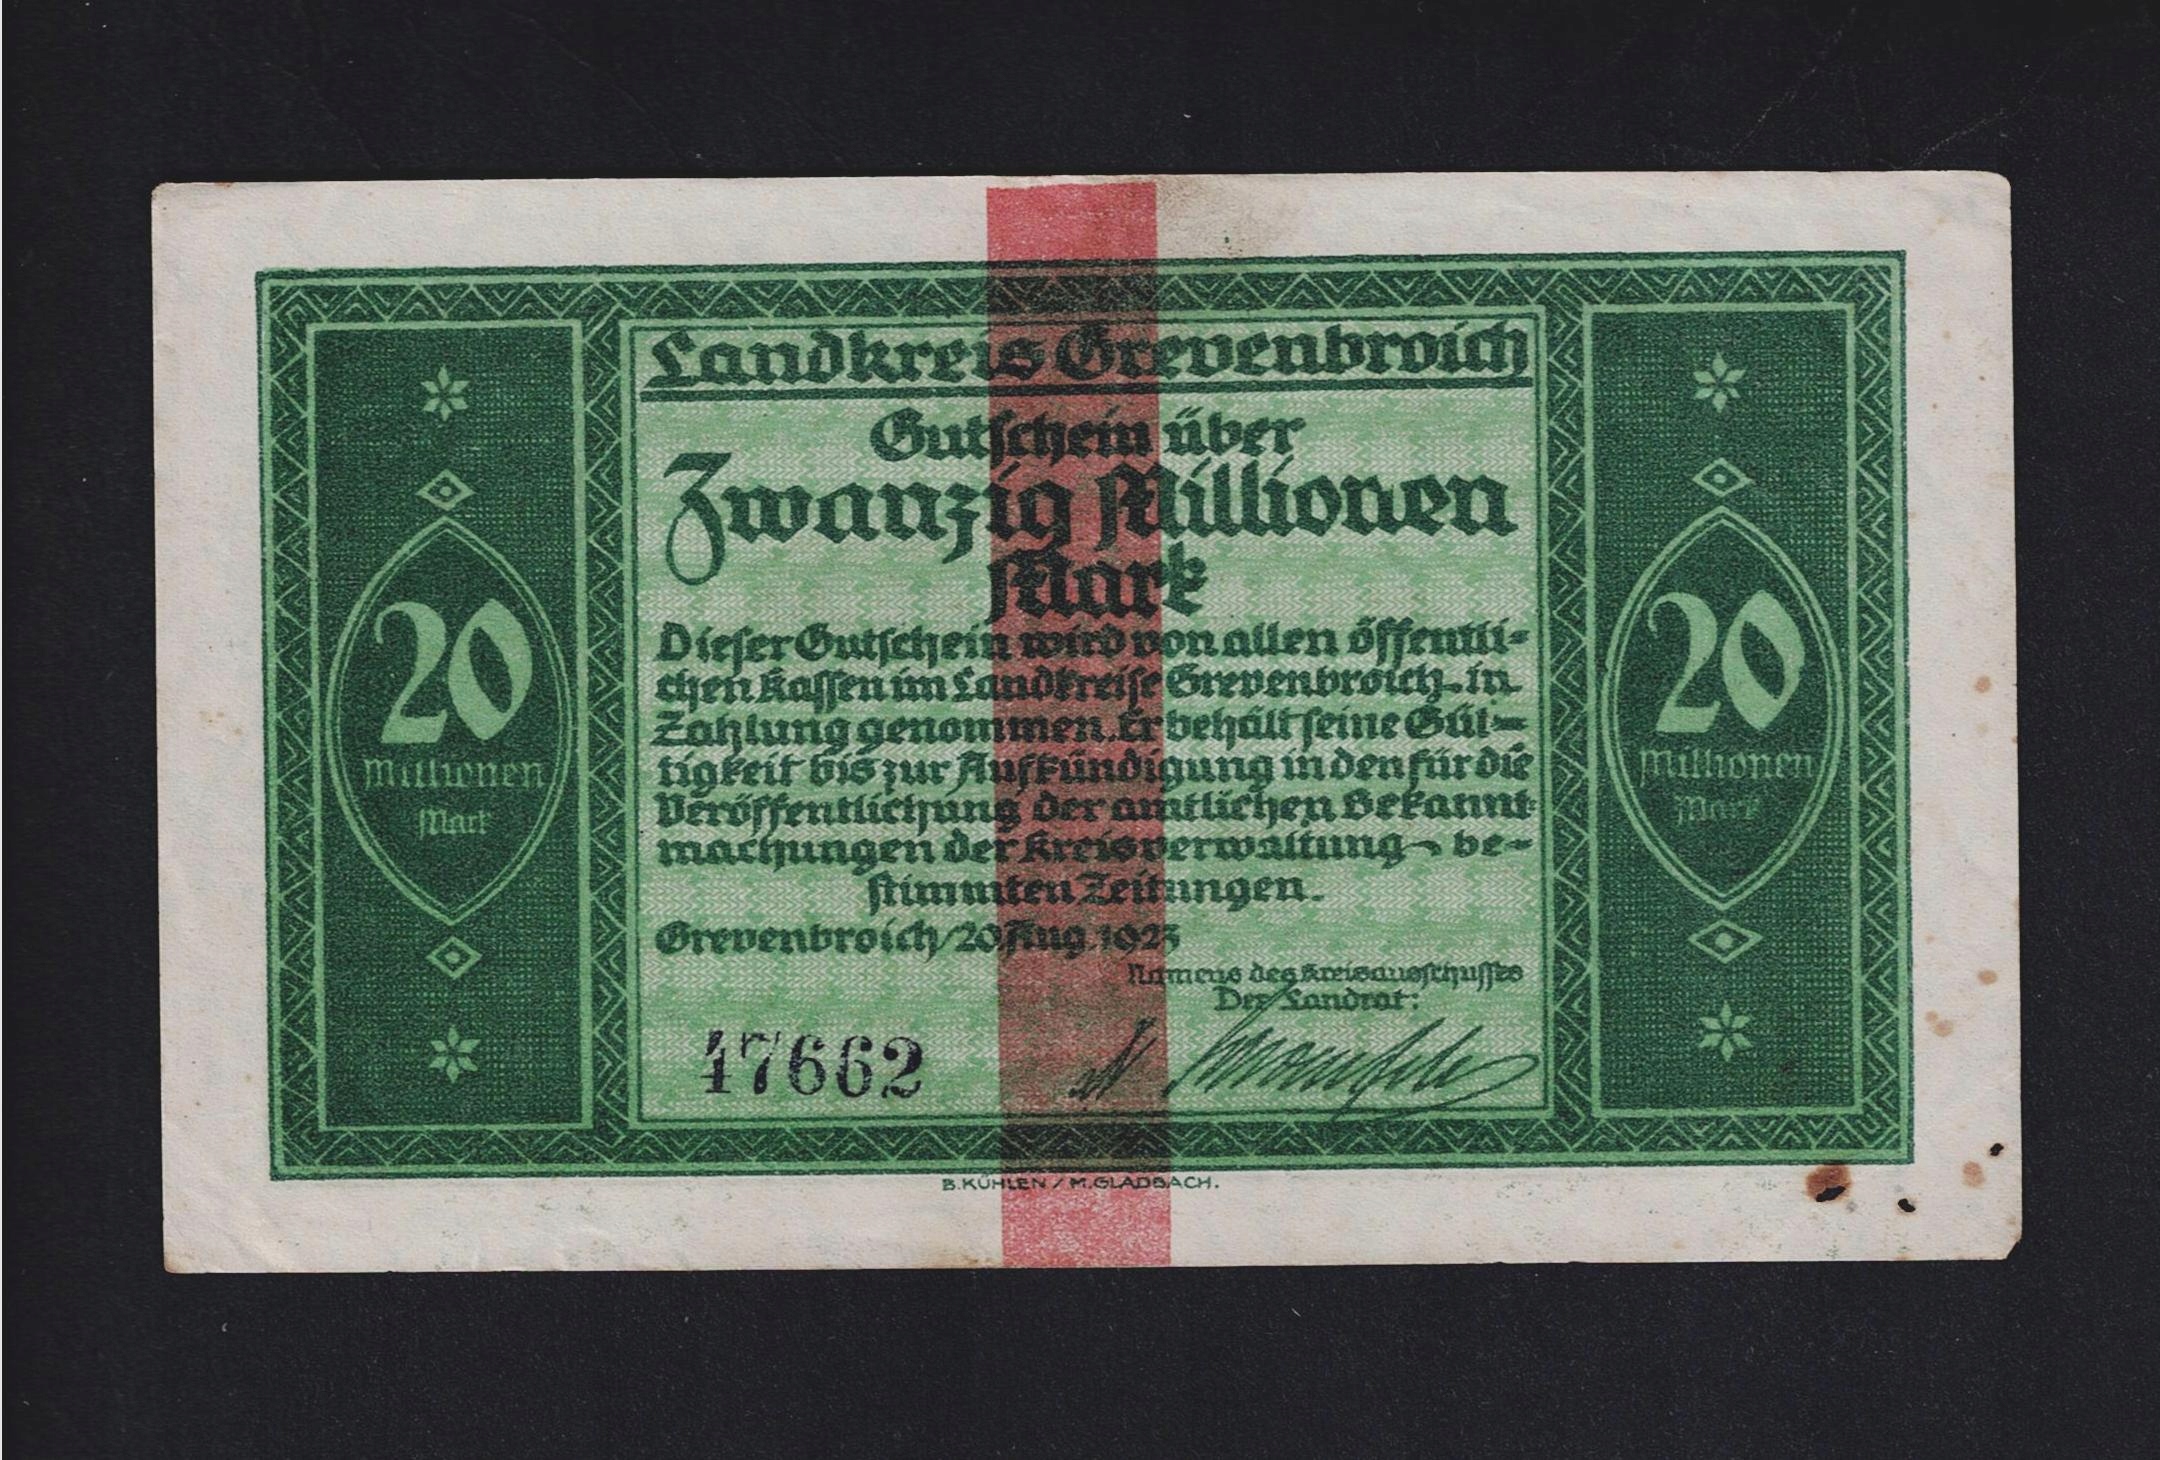 Landkreis Grevenbroich
Gutschein über
Zwanzig Millionen
Mark
Dieser Gutschein wird von allen öffentli-
chen Kassen im Landkreise Grevenbroich in
Zahlung genommen. Er behält seine Gül-
tigkeit bis zur Aufkündigung in den für die
Veröffentlichung der amtlichen Bekannt-
machungen der Kreisverwaltung be-
stimmten Zeitungen.
Grevenbroich, 20 Aug. 1923
Namens des Kreisausschusses
Der Landrat:
47662
20
Millionen
Mark
20
Millionen
Mark
B. KÜHLEN / M. GLADBACH.